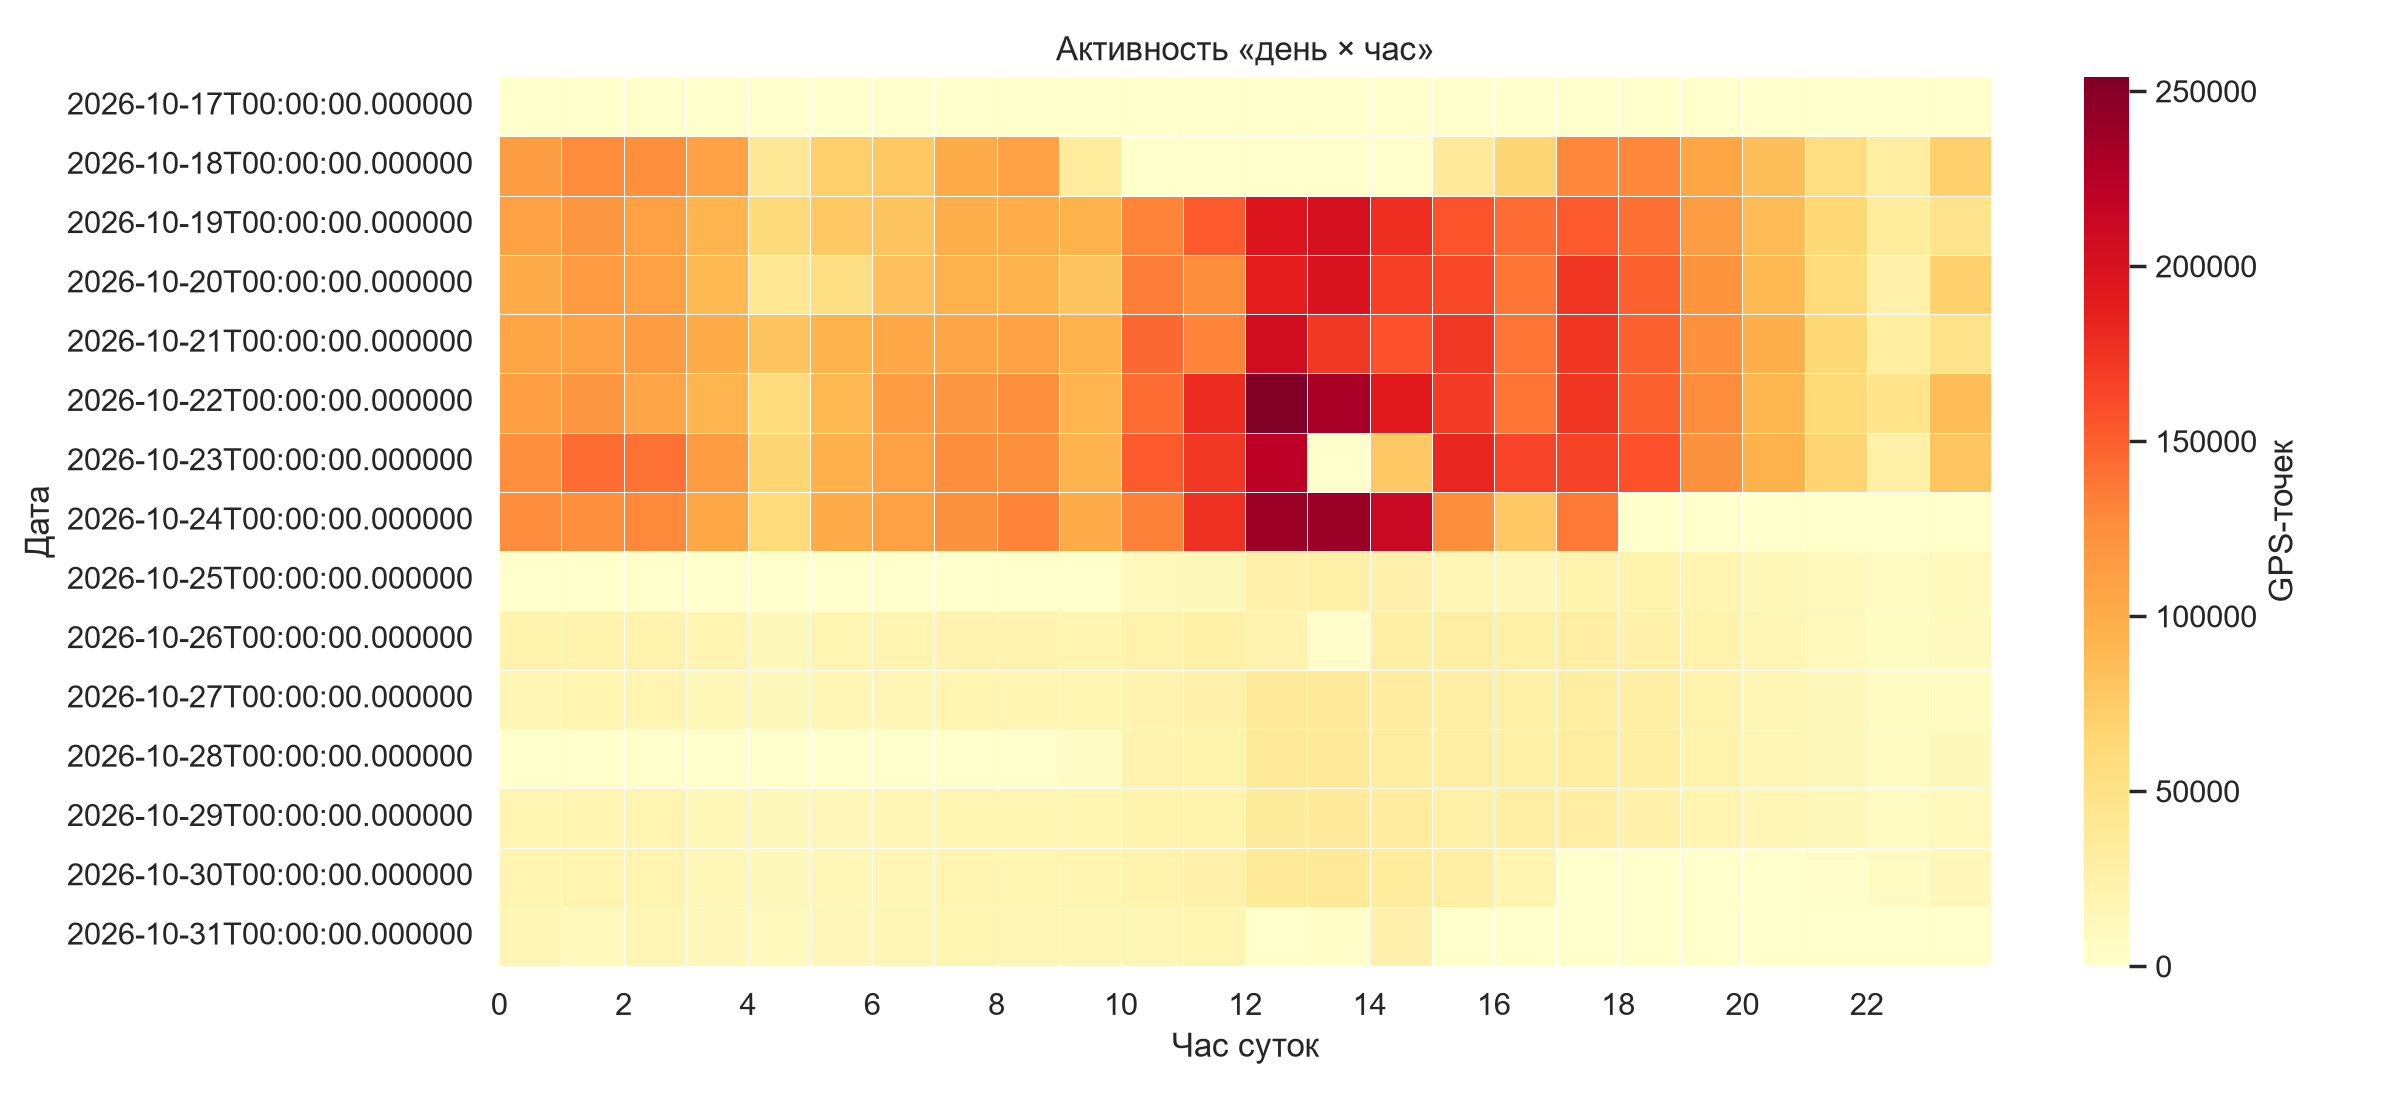 Активность «день × час»
Дата
2026-10-17T00:00:00.000000
2026-10-18T00:00:00.000000
2026-10-19T00:00:00.000000
2026-10-20T00:00:00.000000
2026-10-21T00:00:00.000000
2026-10-22T00:00:00.000000
2026-10-23T00:00:00.000000
2026-10-24T00:00:00.000000
2026-10-25T00:00:00.000000
2026-10-26T00:00:00.000000
2026-10-27T00:00:00.000000
2026-10-28T00:00:00.000000
2026-10-29T00:00:00.000000
2026-10-30T00:00:00.000000
2026-10-31T00:00:00.000000
0 2 4 6 8 10 12 14 16 18 20 22
Час суток
250000
200000
150000
100000
50000
0
GPS-точек